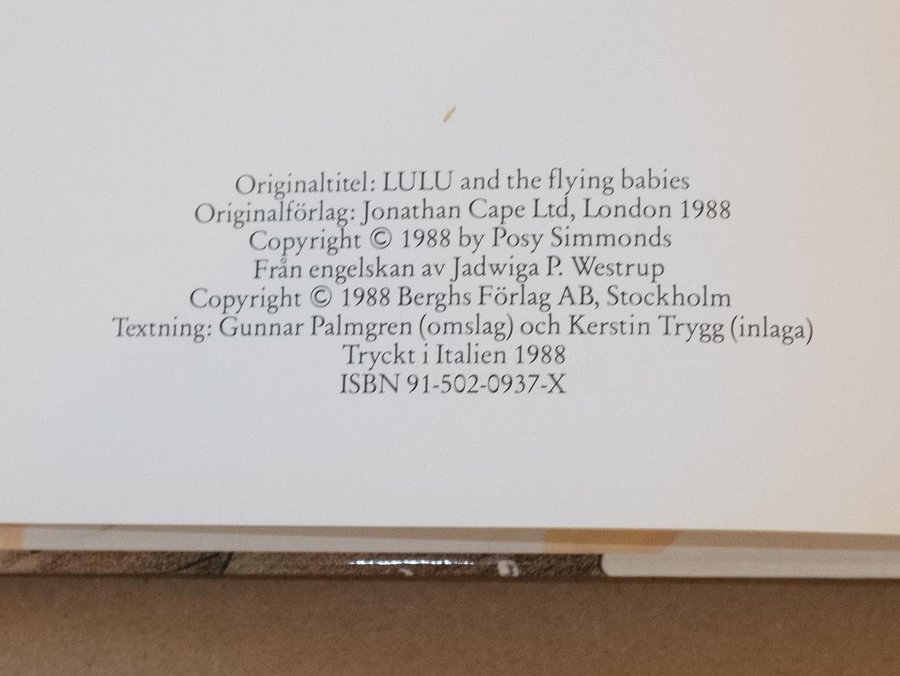 Originaltitel: LULU and the flying babies
Originalförlag: Jonathan Cape Ltd, London 1988
Copyright © 1988 by Posy Simmonds
Från engelskan av Jadwiga P. Westrup
Copyright © 1988 Berghs Förlag AB, Stockholm
Textning: Gunnar Palmgren (omslag) och Kerstin Trygg (inlaga)
Tryckt i Italien 1988
ISBN 91-502-0937-X